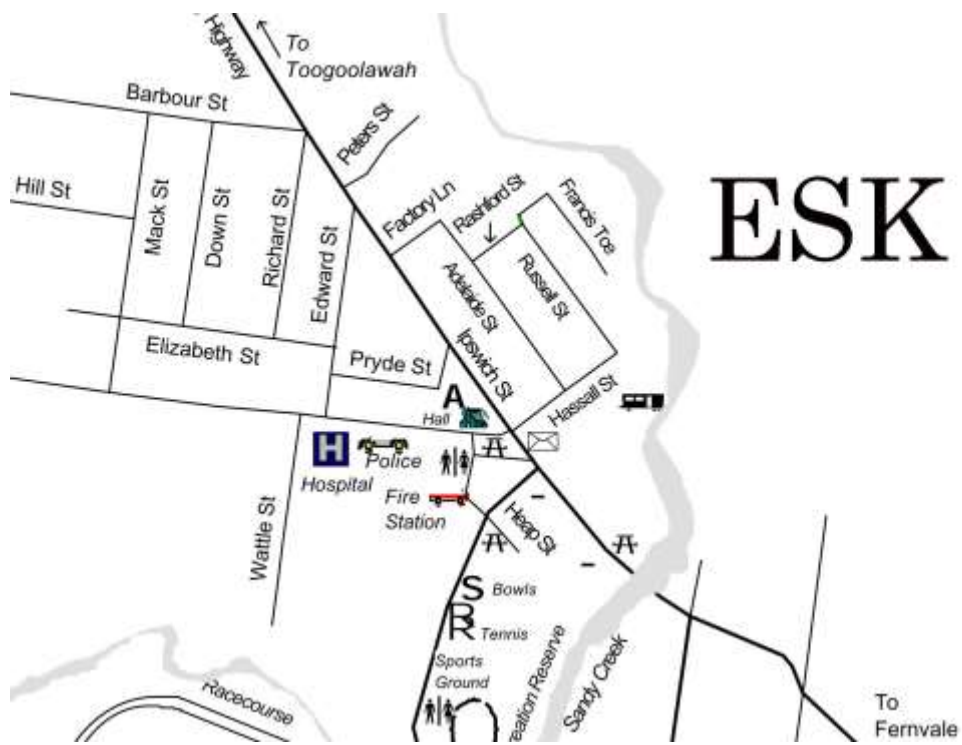 Highway
To
Toogoolawah
Barbour St
Peters St
ESK
Hill St
Mack St
Down St
Richard St
Edward St
Factory Ln
Rashford St
Francis Tce
Adelaide St
Russell St
Ipswich St
Elizabeth St
Pryde St
A
Hall
Hassall St
H
Hospital
Police
Fire
Station
Wattle St
Heap St
S
Bowls
R
Tennis
Sports
Ground
Racecourse
reation Reserve
Sandy Creek
To
Fernvale